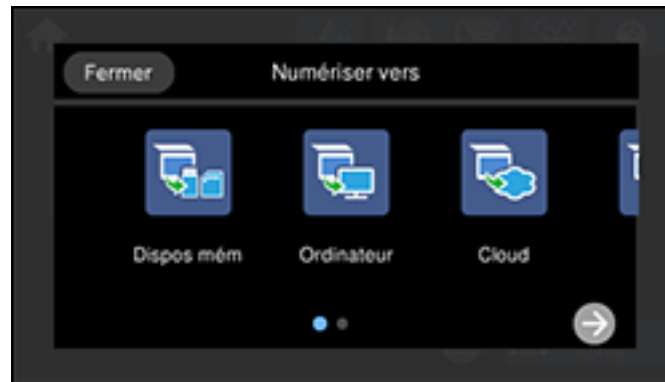 Fermer
Numériser vers
Dispos mém
Ordinateur
Cloud